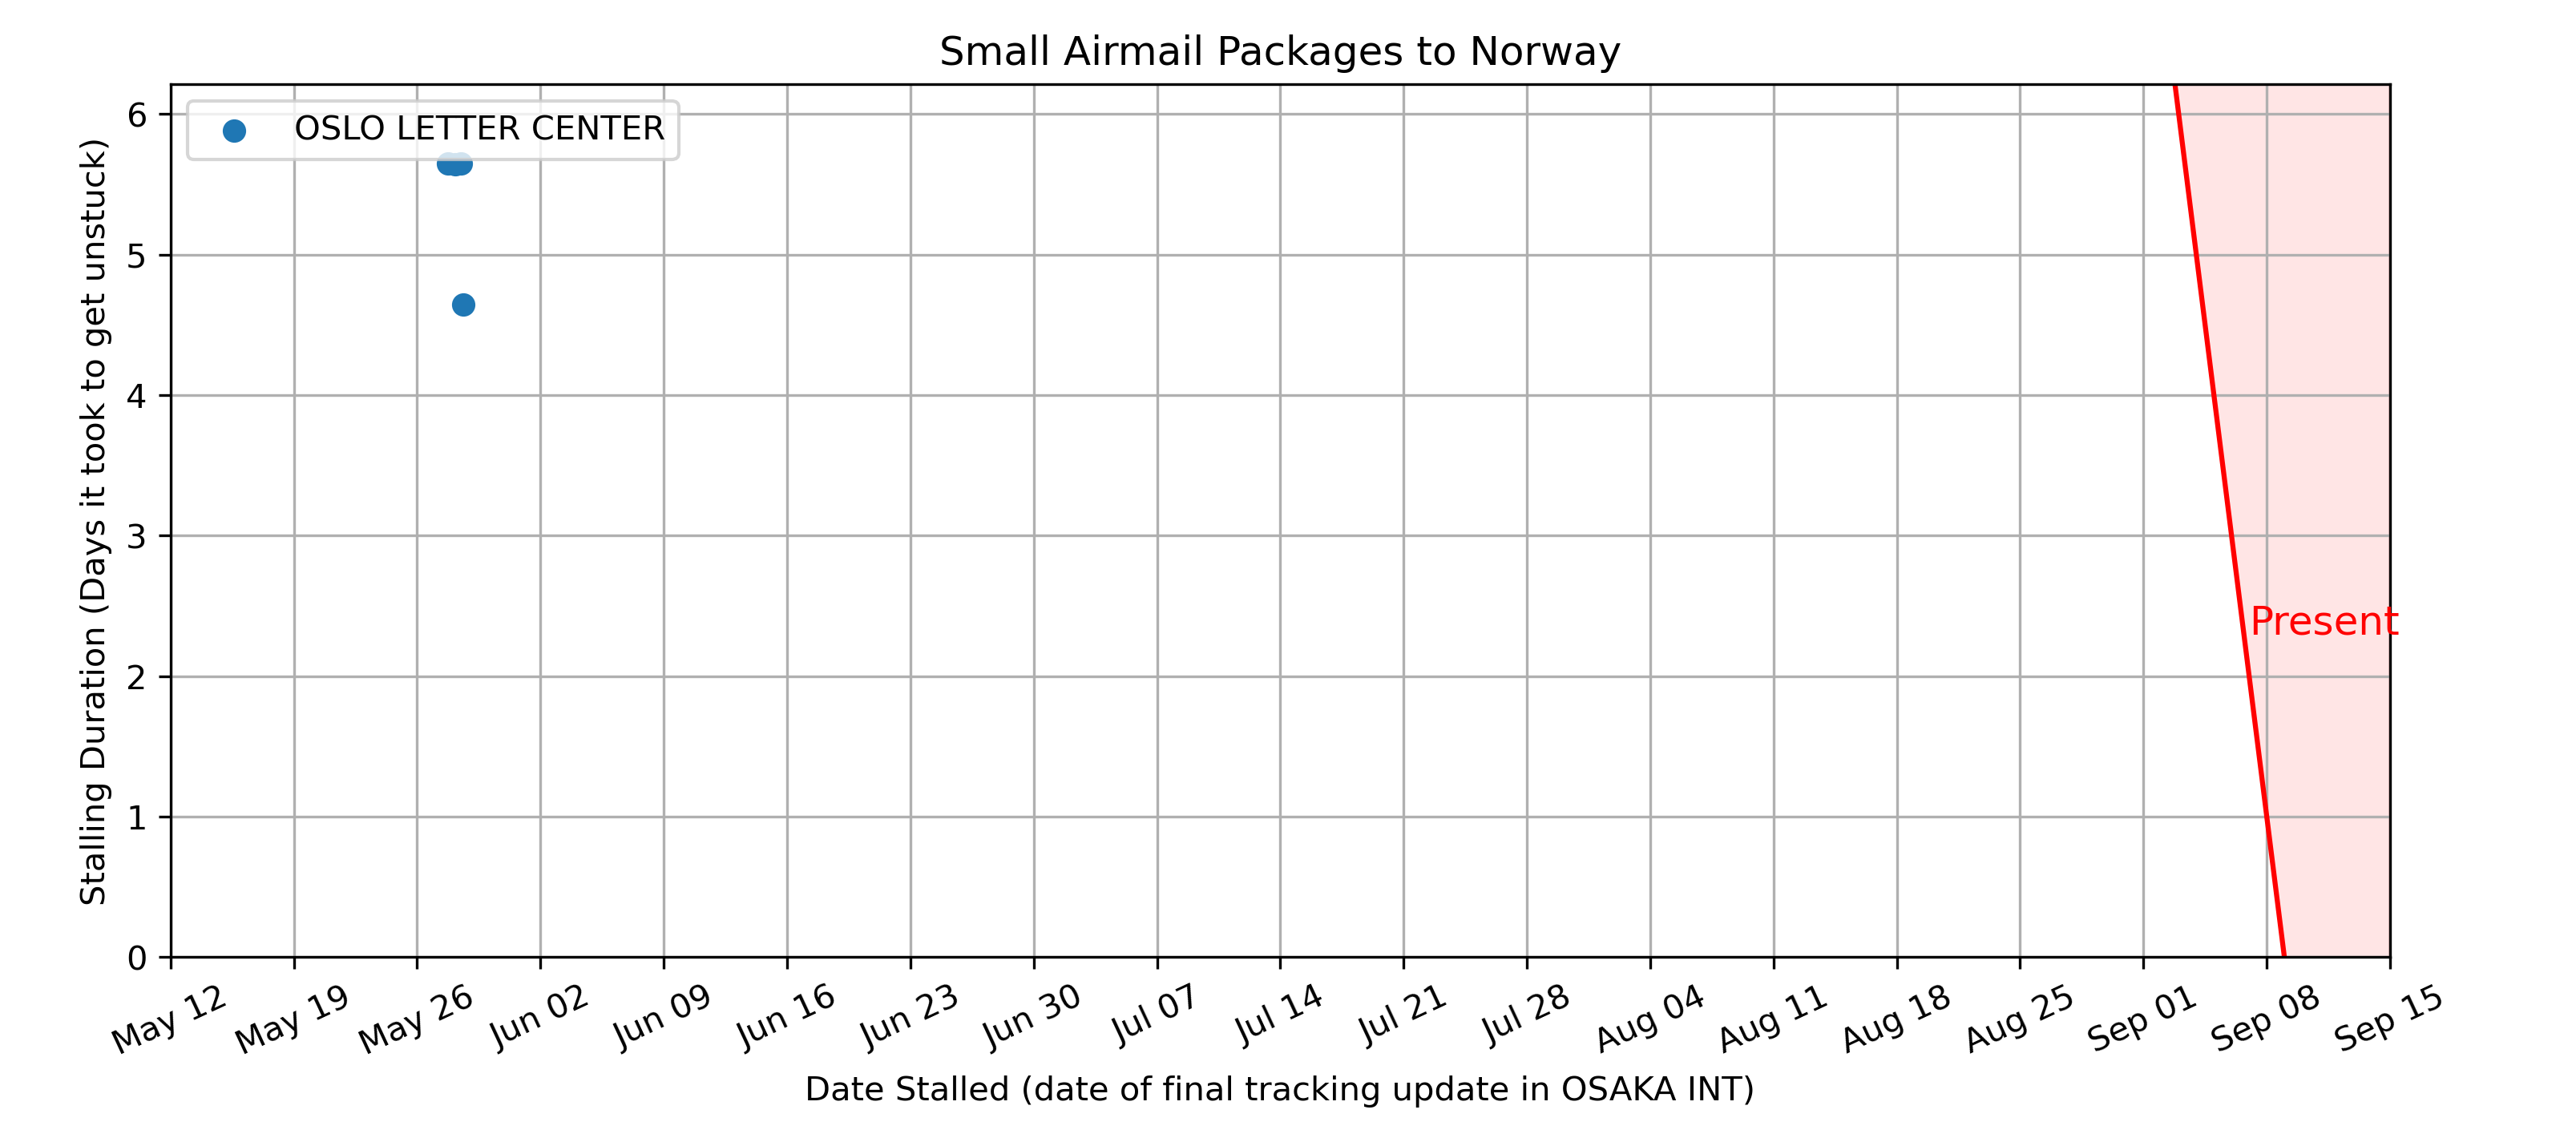 Small Airmail Packages to Norway
OSLO LETTER CENTER
Stalling Duration (Days it took to get unstuck)
6
5
4
3
2
1
0
Present
May 12
May 19
May 26
Jun 02
Jun 09
Jun 16
Jun 23
Jun 30
Jul 07
Jul 14
Jul 21
Jul 28
Aug 04
Aug 11
Aug 18
Aug 25
Sep 01
Sep 08
Sep 15
Date Stalled (date of final tracking update in OSAKA INT)